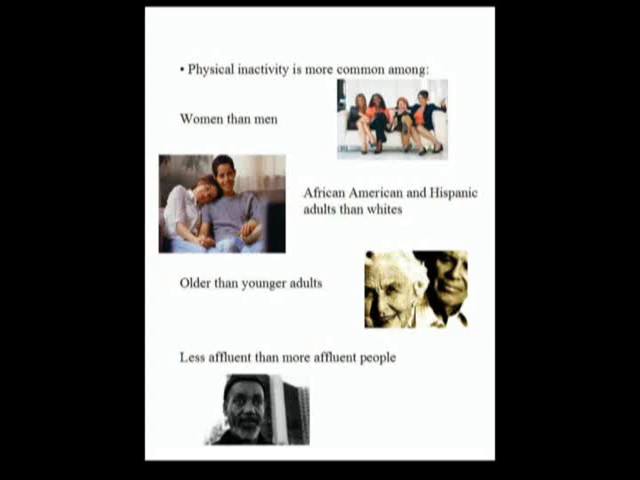 • Physical inactivity is more common among:
Women than men
African American and Hispanic
adults than whites
Older than younger adults
Less affluent than more affluent people